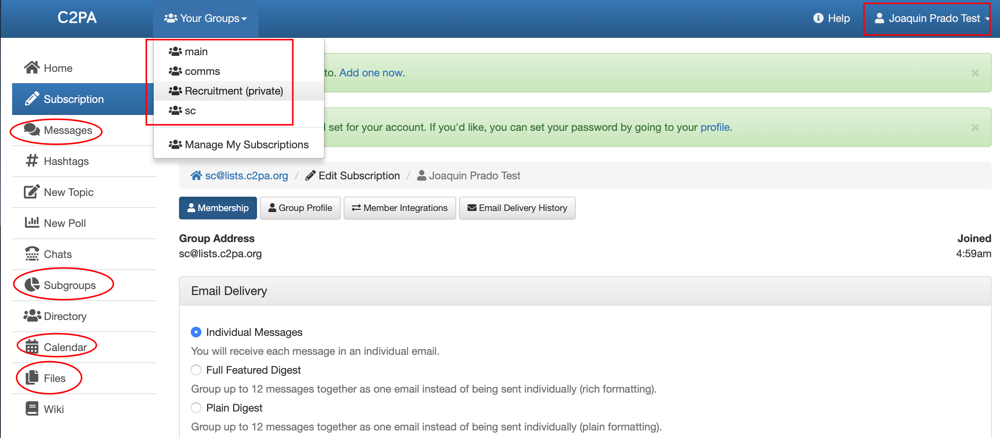 C2PA
Your Groups
Help
Joaquin Prado Test
main
comms
Recruitment (private)
sc
Manage My Subscriptions
Home
Subscription
Messages
Hashtags
New Topic
New Poll
Chats
Subgroups
Directory
Calendar
Files
Wiki
to. Add one now.
×
set for your account. If you'd like, you can set your password by going to your profile.
×
sc@lists.c2pa.org / Edit Subscription / Joaquin Prado Test
Membership
Group Profile
Member Integrations
Email Delivery History
Group Address
sc@lists.c2pa.org
Joined
4:59am
Email Delivery
Individual Messages
You will receive each message in an individual email.
Full Featured Digest
Group up to 12 messages together as one email instead of being sent individually (rich formatting).
Plain Digest
Group up to 12 messages together as one email instead of being sent individually (plain formatting).